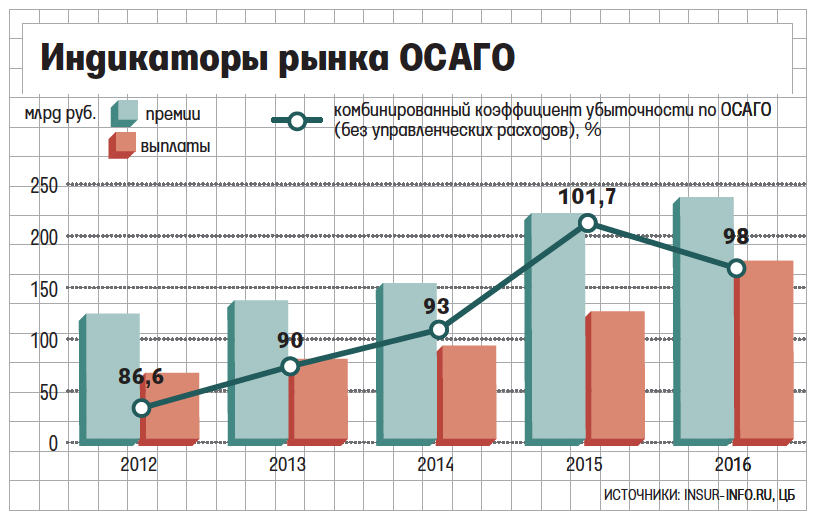 Индикаторы рынка ОСАГО
млрд руб.
премии
выплаты
комбинированный коэффициент убыточности по ОСАГО
(без управленческих расходов), %
250
200
150
100
50
0
86,6
90
93
101,7
98
2012
2013
2014
2015
2016
ИСТОЧНИКИ: INSUR-INFO.RU, ЦБ